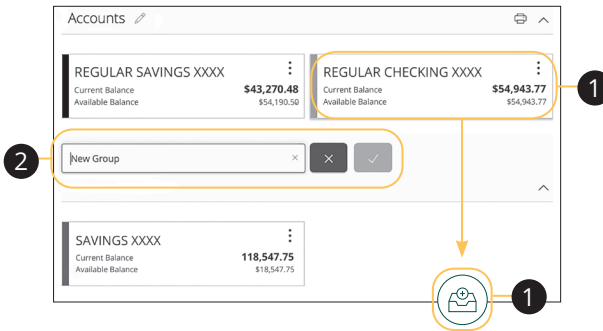 Accounts
REGULAR SAVINGS XXXX
Current Balance $43,270.48
Available Balance $54,190.50
REGULAR CHECKING XXXX
Current Balance $54,943.77
Available Balance $54,943.77
1
2
New Group
SAVINGS XXXX
Current Balance 118,547.75
Available Balance $18,547.75
1